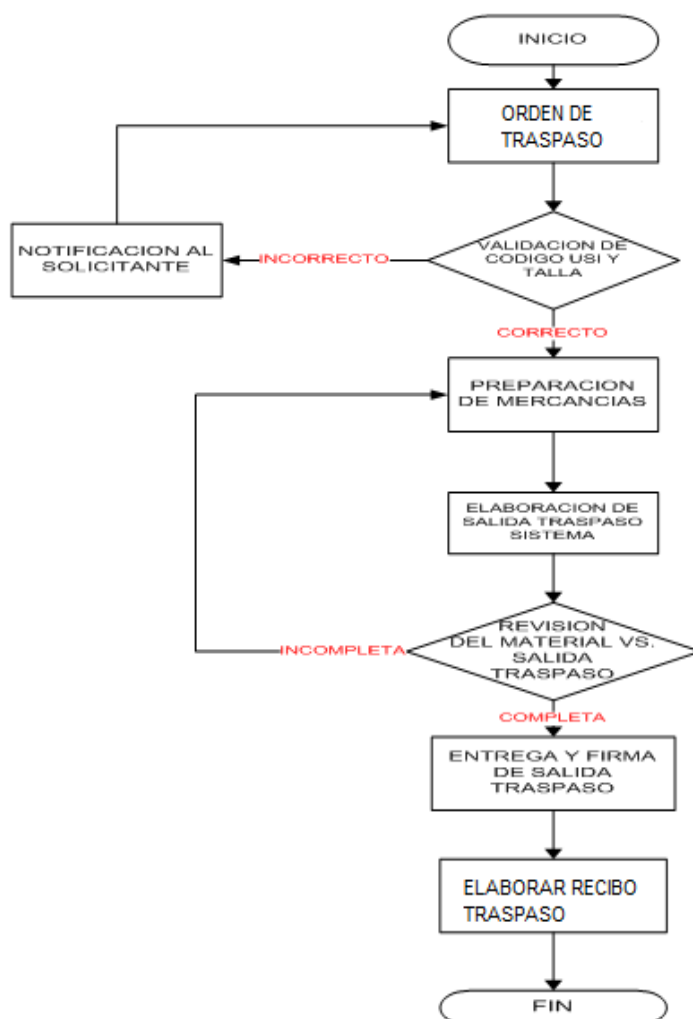 INICIO
ORDEN DE
TRASPASO
NOTIFICACION AL
SOLICITANTE
INCORRECTO
VALIDACION DE
CODIGO USI Y
TALLA
CORRECTO
PREPARACION
DE MERCANCIAS
ELABORACION DE
SALIDA TRASPASO
SISTEMA
INCOMPLETA
REVISION
DEL MATERIAL VS.
SALIDA
TRASPASO
COMPLETA
ENTREGA Y FIRMA
DE SALIDA
TRASPASO
ELABORAR RECIBO
TRASPASO
FIN